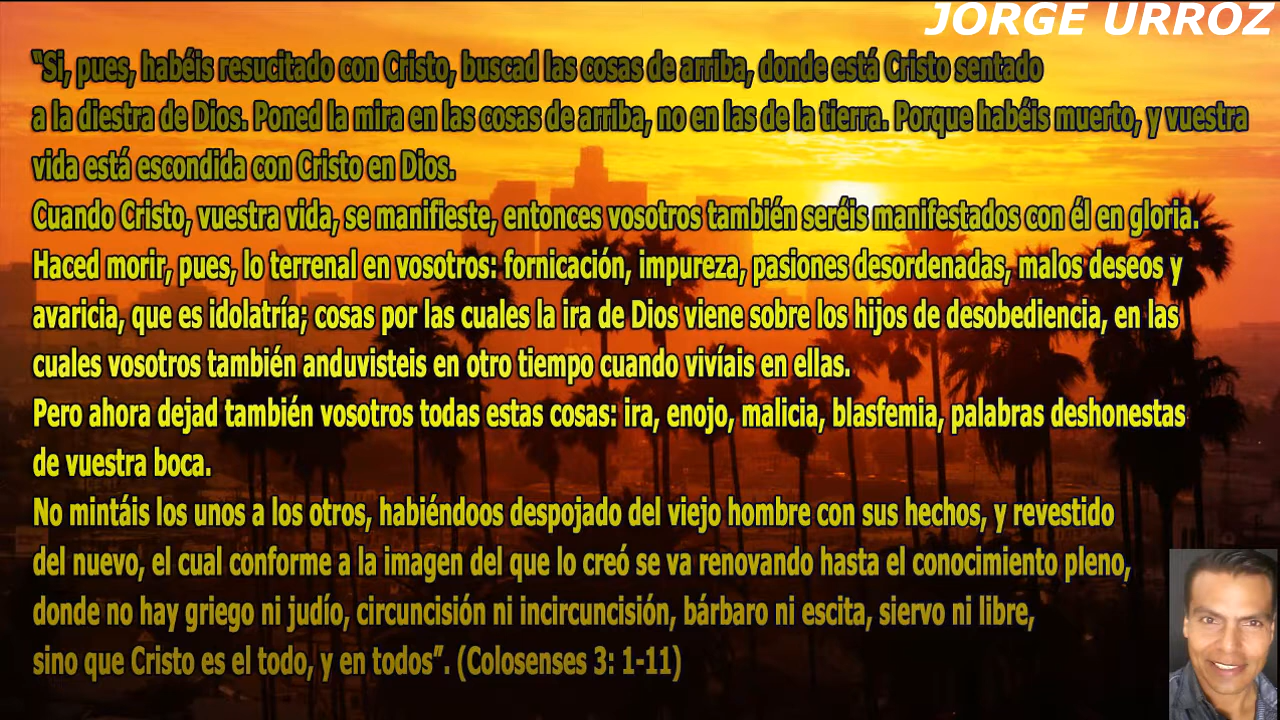 JORGE URROZ
“Si, pues, habéis resucitado con Cristo, buscad las cosas de arriba, donde está Cristo sentado
a la diestra de Dios. Poned la mira en las cosas de arriba, no en las de la tierra. Porque habéis muerto, y vuestra
vida está escondida con Cristo en Dios.
Cuando Cristo, vuestra vida, se manifieste, entonces vosotros también seréis manifestados con él en gloria.
Haced morir, pues, lo terrenal en vosotros: fornicación, impureza, pasiones desordenadas, malos deseos y
avaricia, que es idolatría; cosas por las cuales la ira de Dios viene sobre los hijos de desobediencia, en las
cuales vosotros también anduvisteis en otro tiempo cuando vivíais en ellas.
Pero ahora dejad también vosotros todas estas cosas: ira, enojo, malicia, blasfemia, palabras deshonestas
de vuestra boca.
No mintáis los unos a los otros, habiéndoos despojado del viejo hombre con sus hechos, y revestido
del nuevo, el cual conforme a la imagen del que lo creó se va renovando hasta el conocimiento pleno,
donde no hay griego ni judío, circuncisión ni incircuncisión, bárbaro ni escita, siervo ni libre,
sino que Cristo es el todo, y en todos”. (Colosenses 3: 1-11)